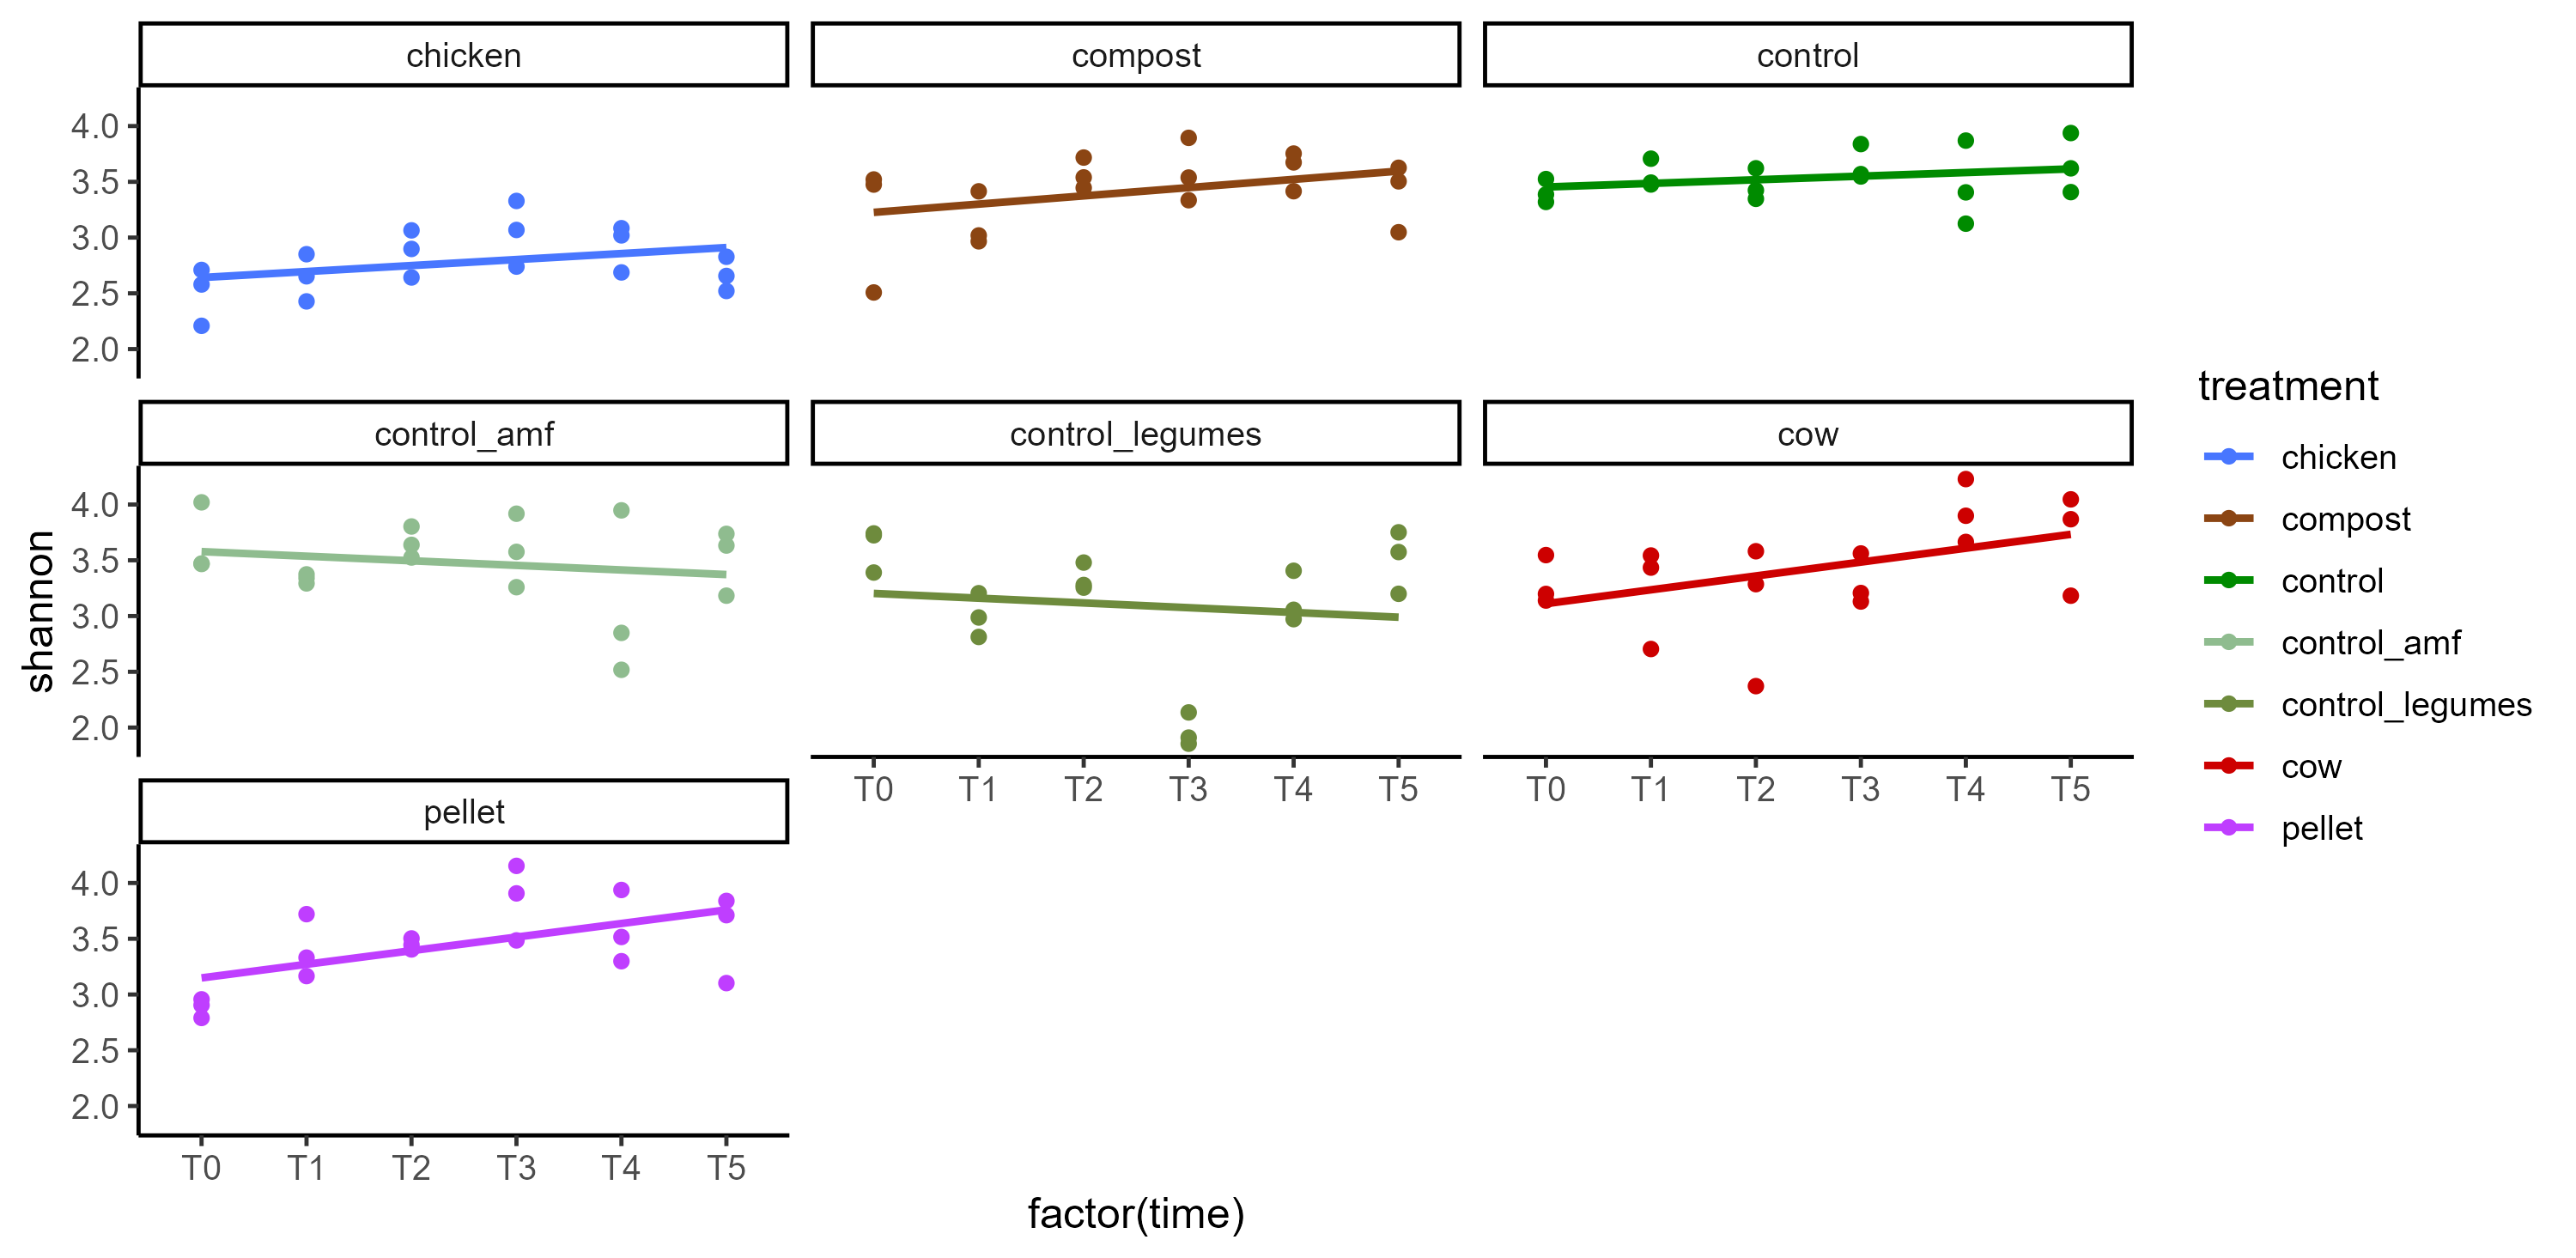 chicken
compost
control
4.0
3.5
3.0
2.5
2.0
control_amf
control_legumes
cow
4.0
3.5
3.0
2.5
2.0
T0 T1 T2 T3 T4 T5
T0 T1 T2 T3 T4 T5
pellet
4.0
3.5
3.0
2.5
2.0
T0 T1 T2 T3 T4 T5
shannon
factor(time)
treatment
chicken
compost
control
control_amf
control_legumes
cow
pellet